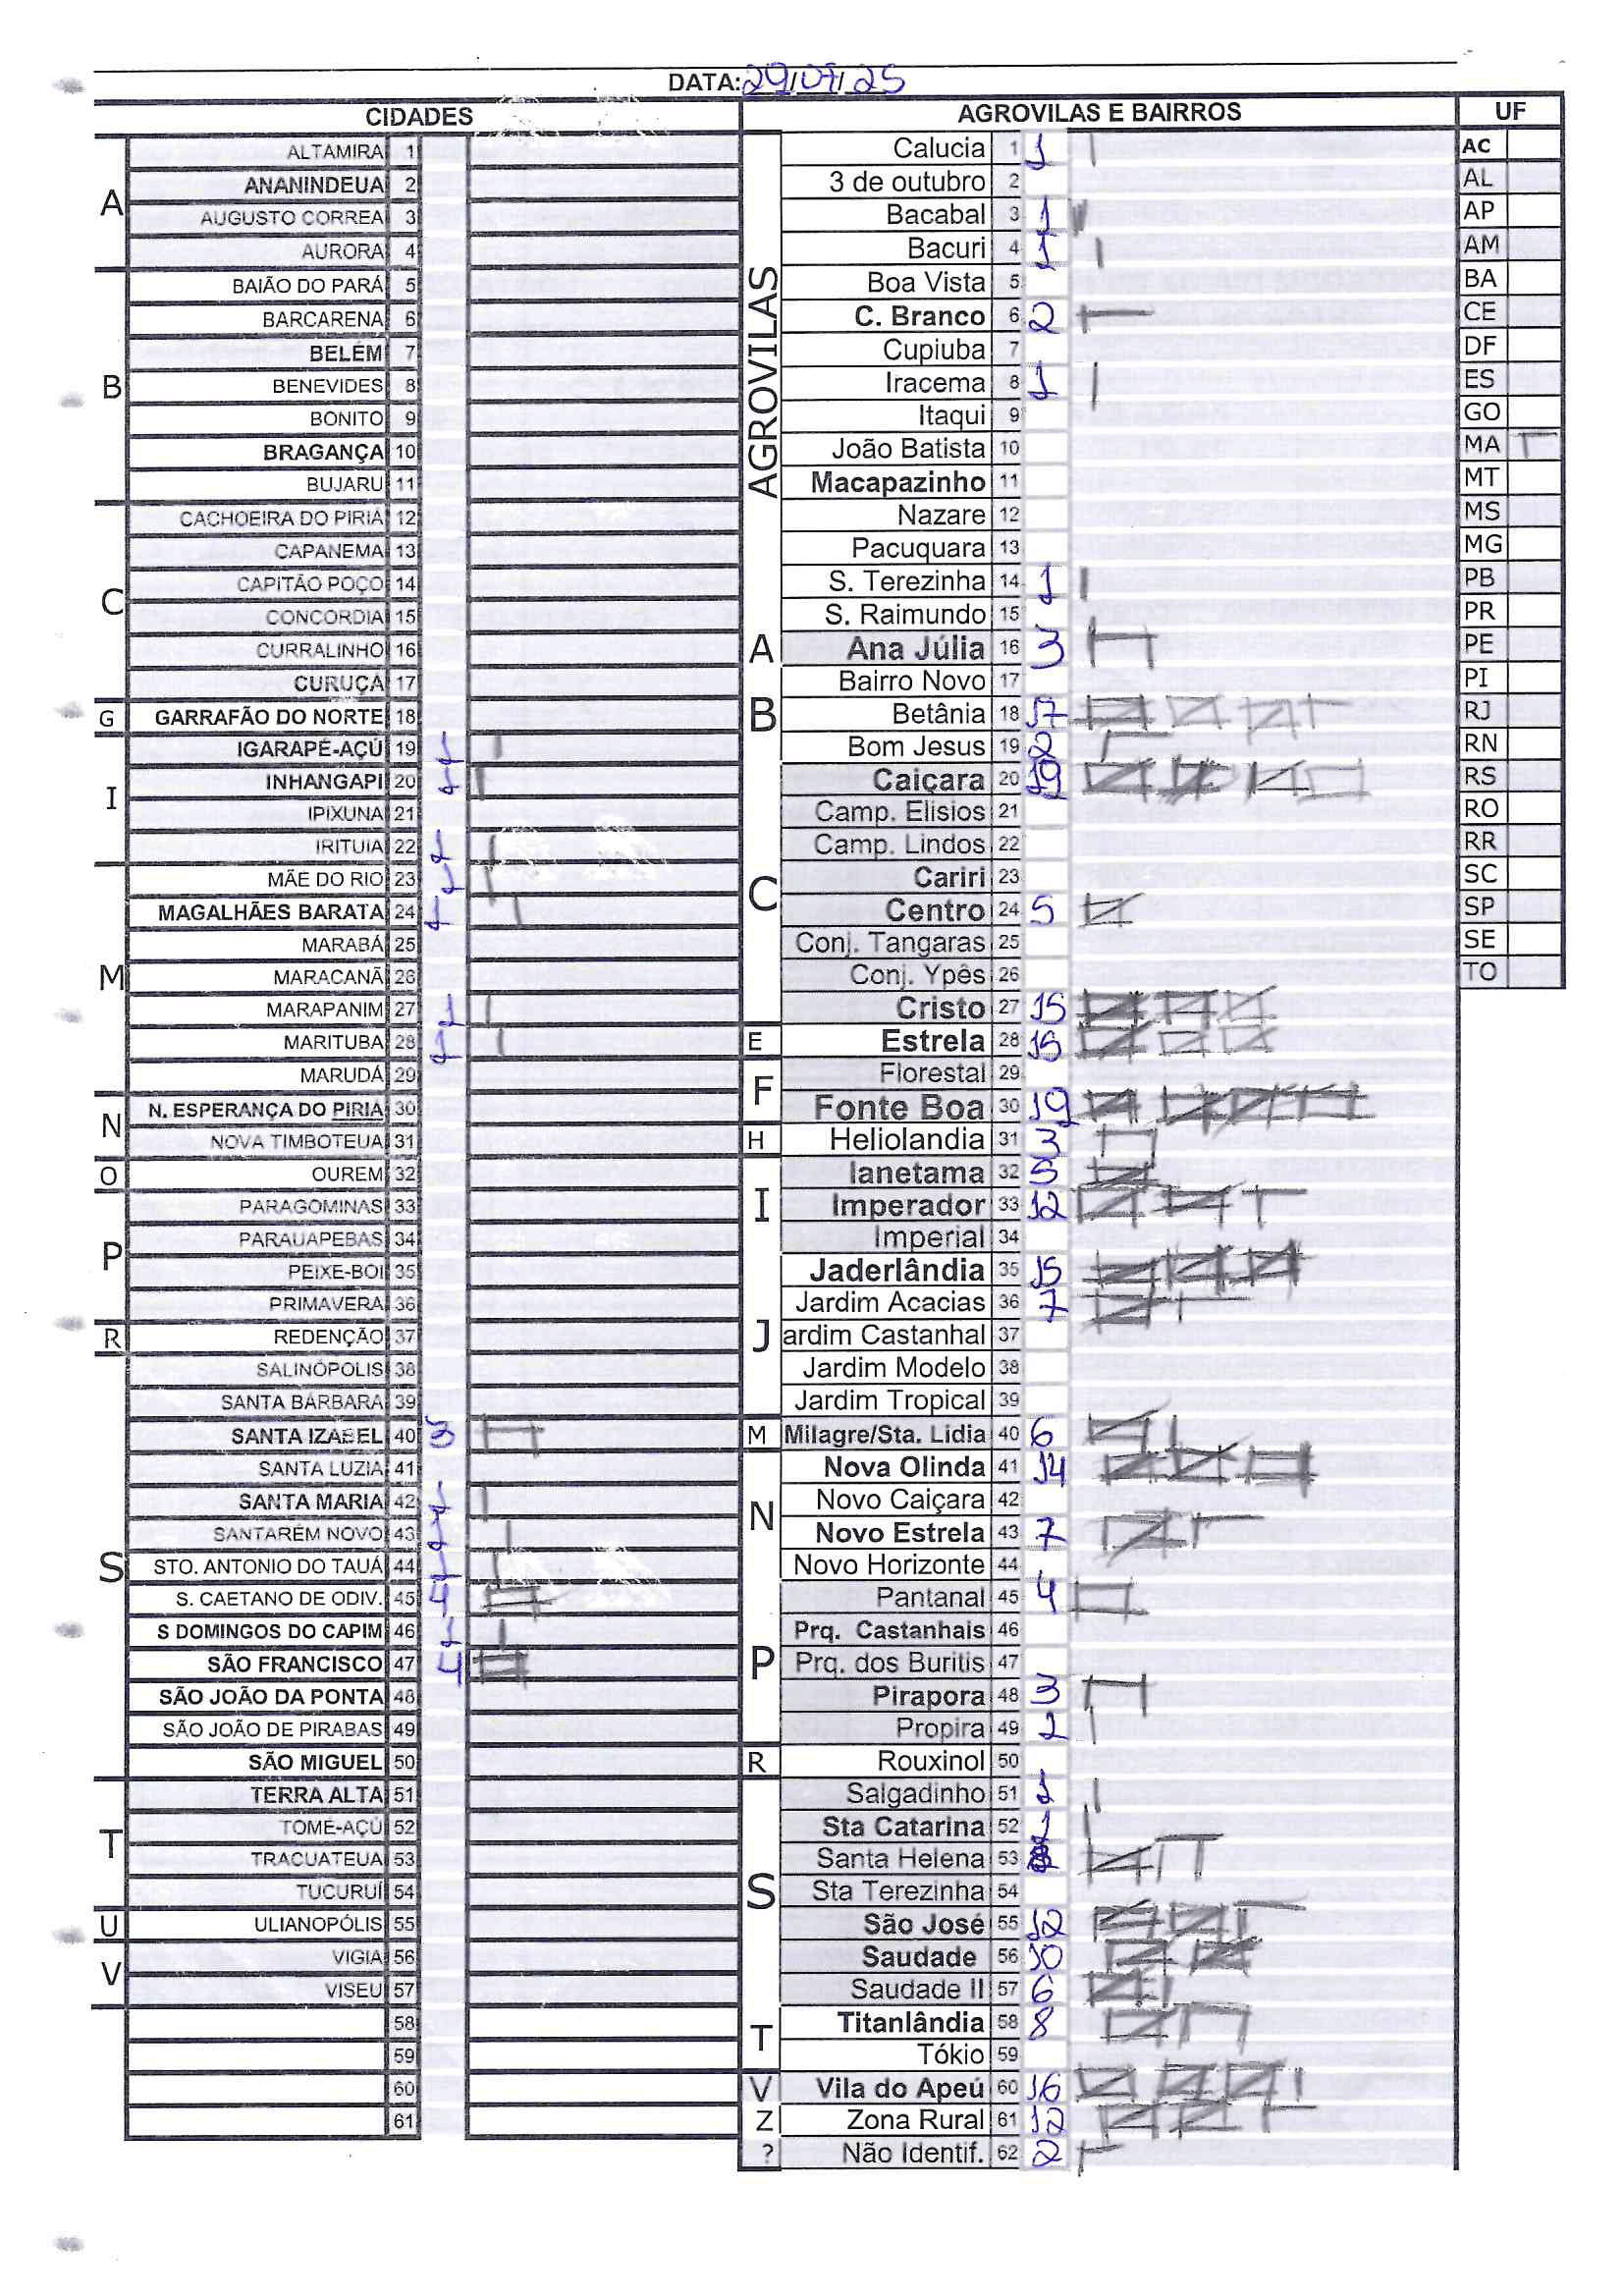 DATA: 29/07/25
CIDADES
A
ALTAMIRA 1
ANANINDEUA 2
AUGUSTO CORREA 3
AURORA 4
B
BAIÃO DO PARÁ 5
BARCARENA 6
BELÉM 7
BENEVIDES 8
BONITO 9
BRAGANÇA 10
BUJARU 11
C
CACHOEIRA DO PIRIÁ 12
CAPANEMA 13
CAPITÃO POÇO 14
CONCORDIA 15
CURRALINHO 16
CURUÇÁ 17
G
GARRAFÃO DO NORTE 18
I
IGARAPÉ-AÇÚ 19 1
INHANGAPI 20 1
IPIXUNA 21
IRITUIA 22 1
M
MÃE DO RIO 23 1
MAGALHÃES BARATA 24 1
MARABÁ 25
MARACANÃ 26
MARAPANIM 27 1
MARITUBA 28 1
MARUDÁ 29
N
N. ESPERANÇA DO PIRIA 30
NOVA TIMBOTEUA 31
O
OUREM 32
P
PARAGOMINAS 33
PARAUAPEBAS 34
PEIXE-BOI 35
PRIMAVERA 36
R
REDENÇÃO 37
S
SALINÓPOLIS 38
SANTA BARBARA 39
SANTA IZABEL 40 3
SANTA LUZIA 41
SANTA MARIA 42 1
SANTARÉM NOVO 43 1
STO. ANTONIO DO TAUÁ 44 1
S. CAETANO DE ODIV. 45 4
S DOMINGOS DO CAPIM 46 1
SÃO FRANCISCO 47 4
SÃO JOÃO DA PONTA 48
SÃO JOÃO DE PIRABAS 49
SÃO MIGUEL 50
T
TERRA ALTA 51
TOMÉ-AÇÚ 52
TRACUATEUA 53
TUCURUÍ 54
U
ULIANOPÓLIS 55
V
VIGIA 56
VISEU 57
58
59
60
61
AGROVILAS E BAIRROS
AGROVILAS
Calucia 1 1
3 de outubro 2
Bacabal 3 1
Bacuri 4 1
Boa Vista 5
C. Branco 6 2
Cupiuba 7
Iracema 8 1
Itaqui 9
João Batista 10
Macapazinho 11
Nazare 12
Pacuquara 13
S. Terezinha 14 1
S. Raimundo 15
A
Ana Júlia 16 3
Bairro Novo 17
B
Betânia 18 17
Bom Jesus 19 2
Caiçara 20 19
Camp. Elisios 21
Camp. Lindos 22
C
Cariri 23
Centro 24 5
Conj. Tangaras 25
Conj. Ypês 26
Cristo 27 15
E
Estrela 28 15
F
Florestal 29
Fonte Boa 30 19
H
Heliolandia 31 3
I
Ianetama 32 5
Imperador 33 12
Imperial 34
J
Jaderlândia 35 15
Jardim Acacias 36 7
ardim Castanhal 37
Jardim Modelo 38
Jardim Tropical 39
M
Milagre/Sta. Lidia 40 6
N
Nova Olinda 41 14
Novo Caiçara 42
Novo Estrela 43 7
Novo Horizonte 44
P
Pantanal 45 4
Prq. Castanhais 46
Prq. dos Buritis 47
Pirapora 48 3
Propira 49 1
R
Rouxinol 50
S
Salgadinho 51 1
Sta Catarina 52 1
Santa Helena 53 8
Sta Terezinha 54
São José 55 12
Saudade 56 10
Saudade II 57 6
T
Titanlândia 58 8
Tókio 59
V
Vila do Apeú 60 16
Z
Zona Rural 61 12
?
Não Identif. 62 2
UF
AC
AL
AP
AM
BA
CE
DF
ES
GO
MA
MT
MS
MG
PB
PR
PE
PI
RJ
RN
RS
RO
RR
SC
SP
SE
TO